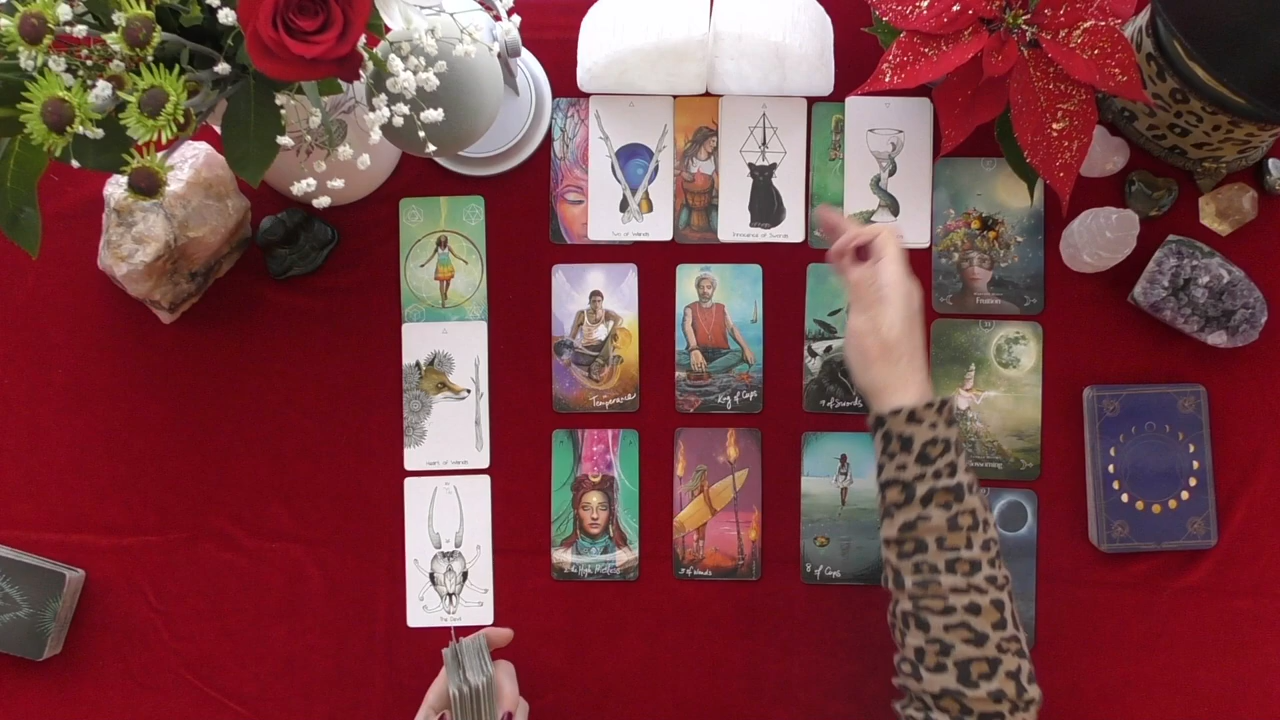 Two of Wands
Princess of Swords
Fruition
Temperance
King of Cups
9 of Swords
Heart of Wands
The High Priestess
3 of Wands
8 of Cups
The Devil